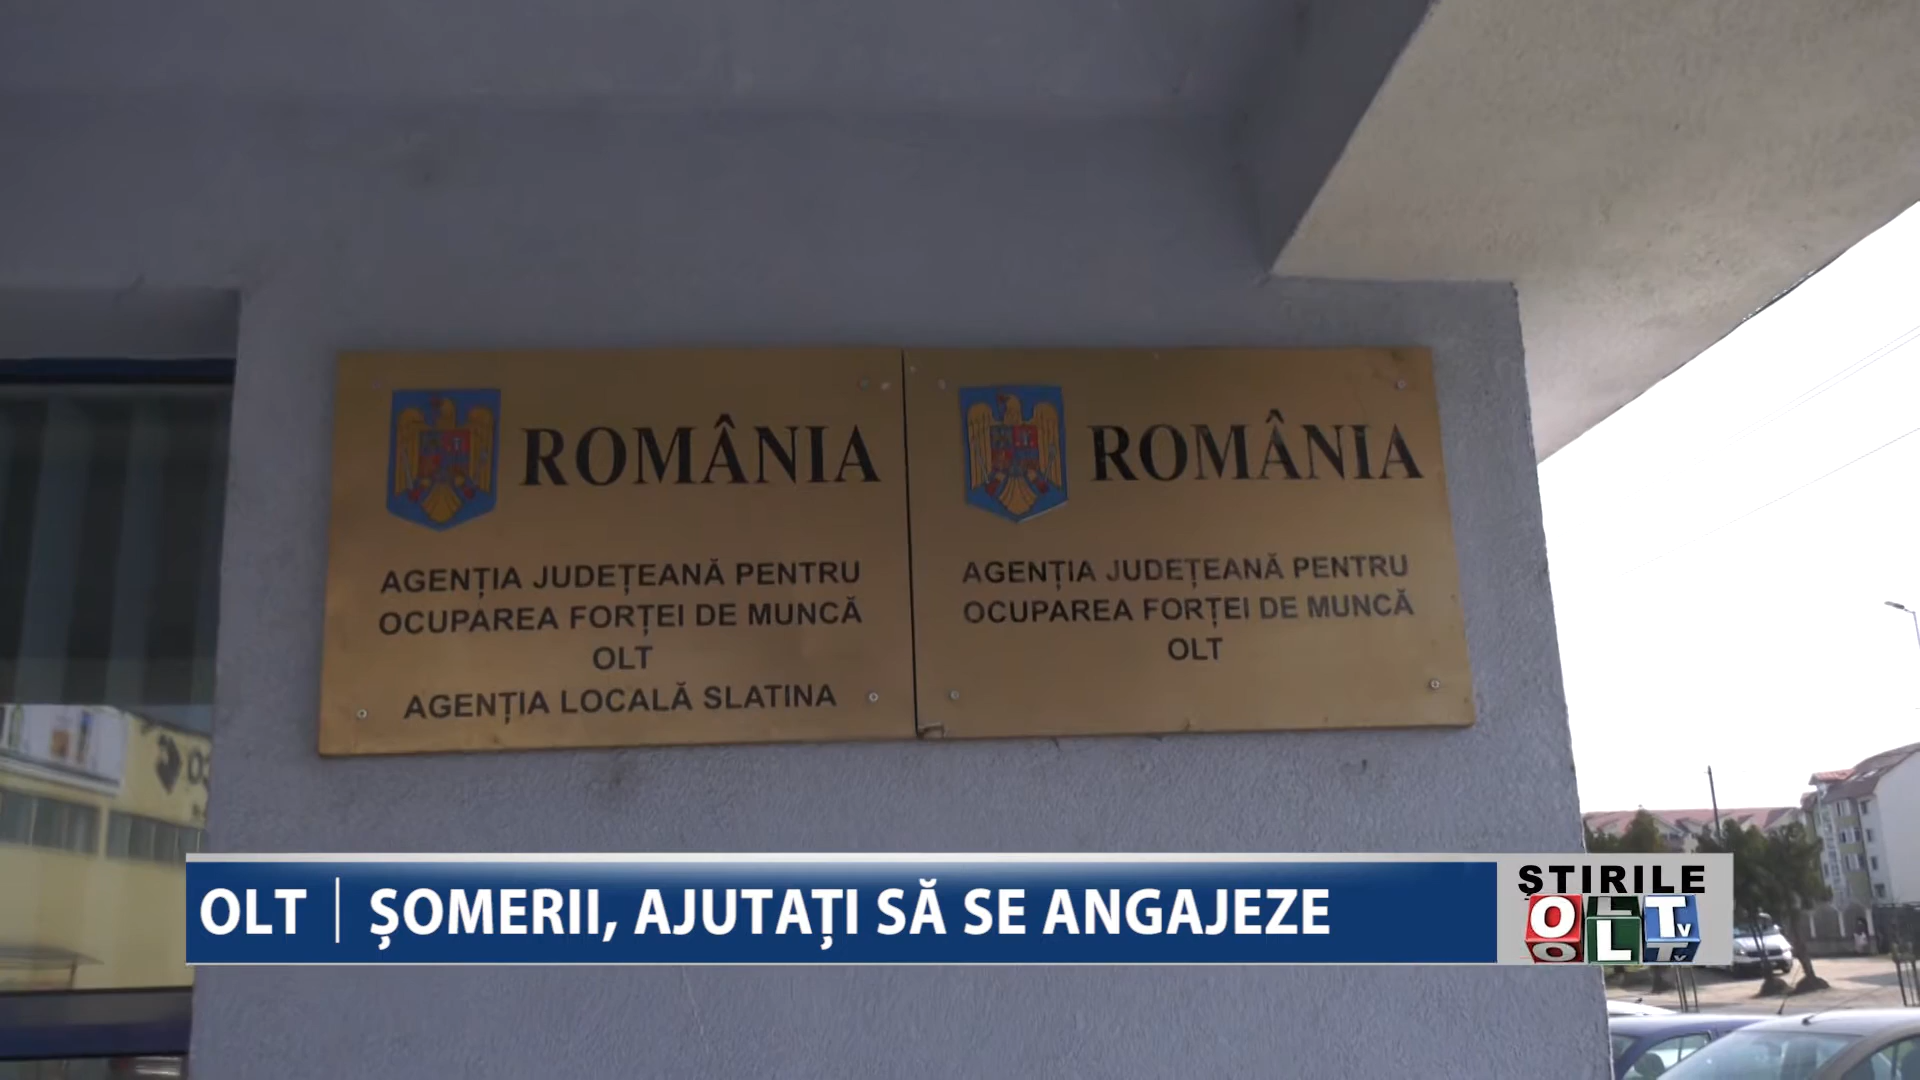 ROMÂNIA
AGENȚIA JUDEȚEANĂ PENTRU
OCUPAREA FORȚEI DE MUNCĂ
OLT
AGENȚIA LOCALĂ SLATINA
ROMÂNIA
AGENȚIA JUDEȚEANĂ PENTRU
OCUPAREA FORȚEI DE MUNCĂ
OLT
OLT | ȘOMERII, AJUTAȚI SĂ SE ANGAJEZE
ȘTIRILE
OLT TV